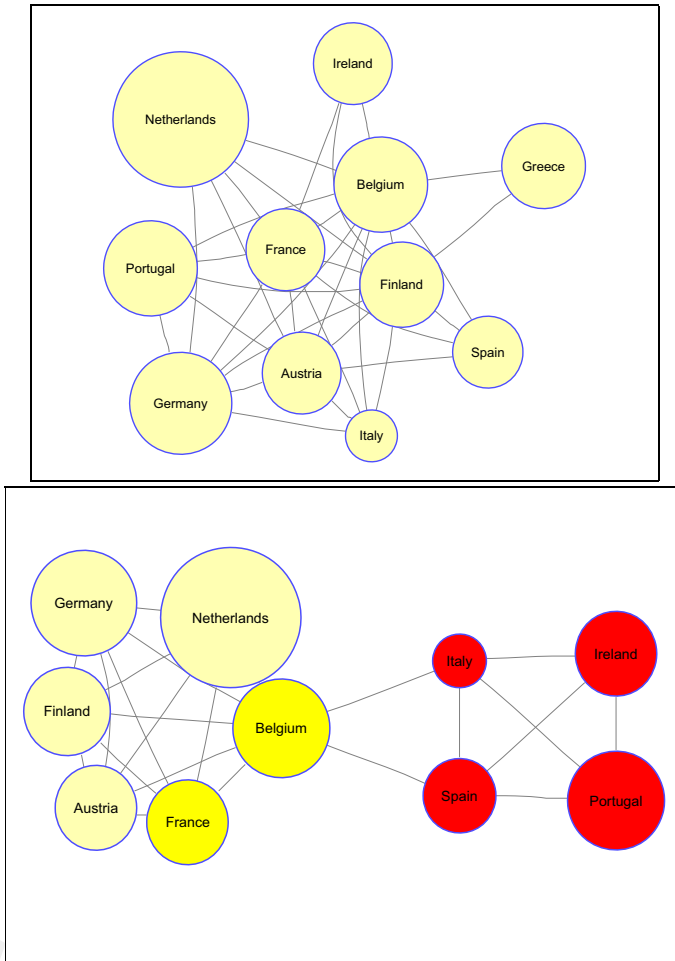 Ireland
Netherlands
Greece
Belgium
France
Portugal
Finland
Spain
Austria
Germany
Italy
Germany
Netherlands
Italy
Ireland
Finland
Belgium
Spain
Portugal
Austria
France